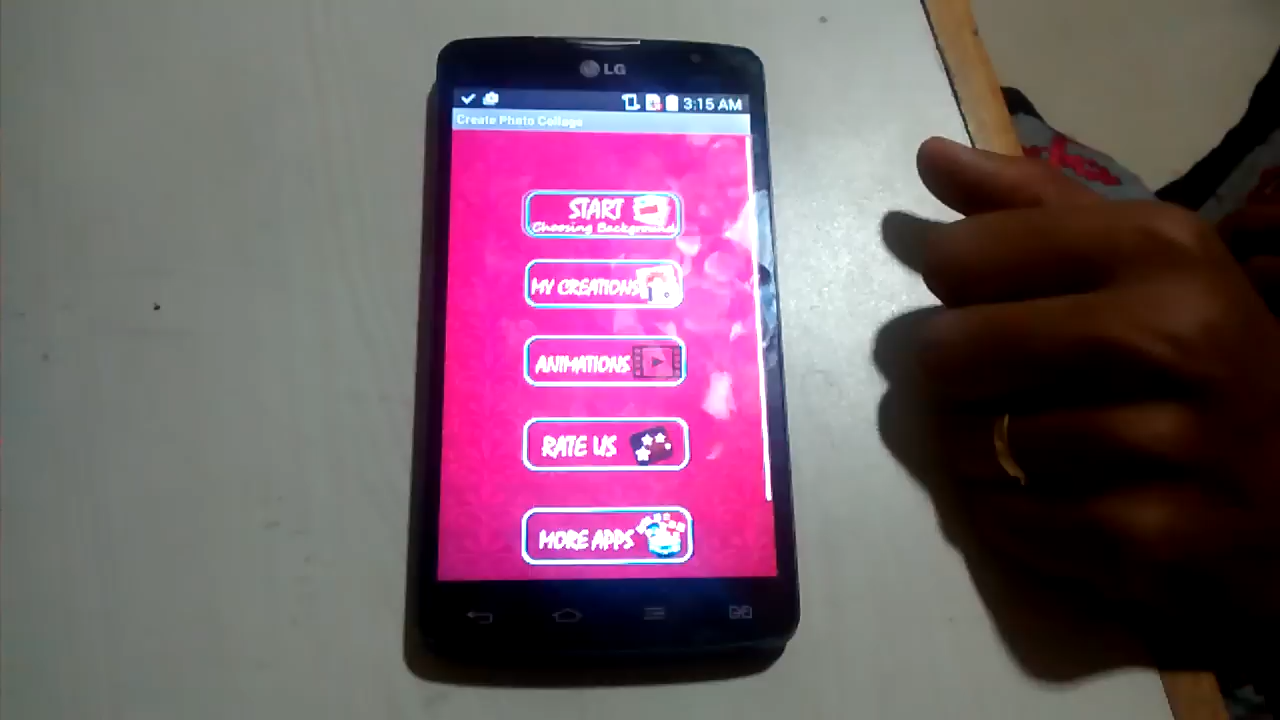 LG
3:15 AM
Create Photo Collage
START
Choosing Background
MY CREATIONS
ANIMATIONS
RATE US
MORE APPS